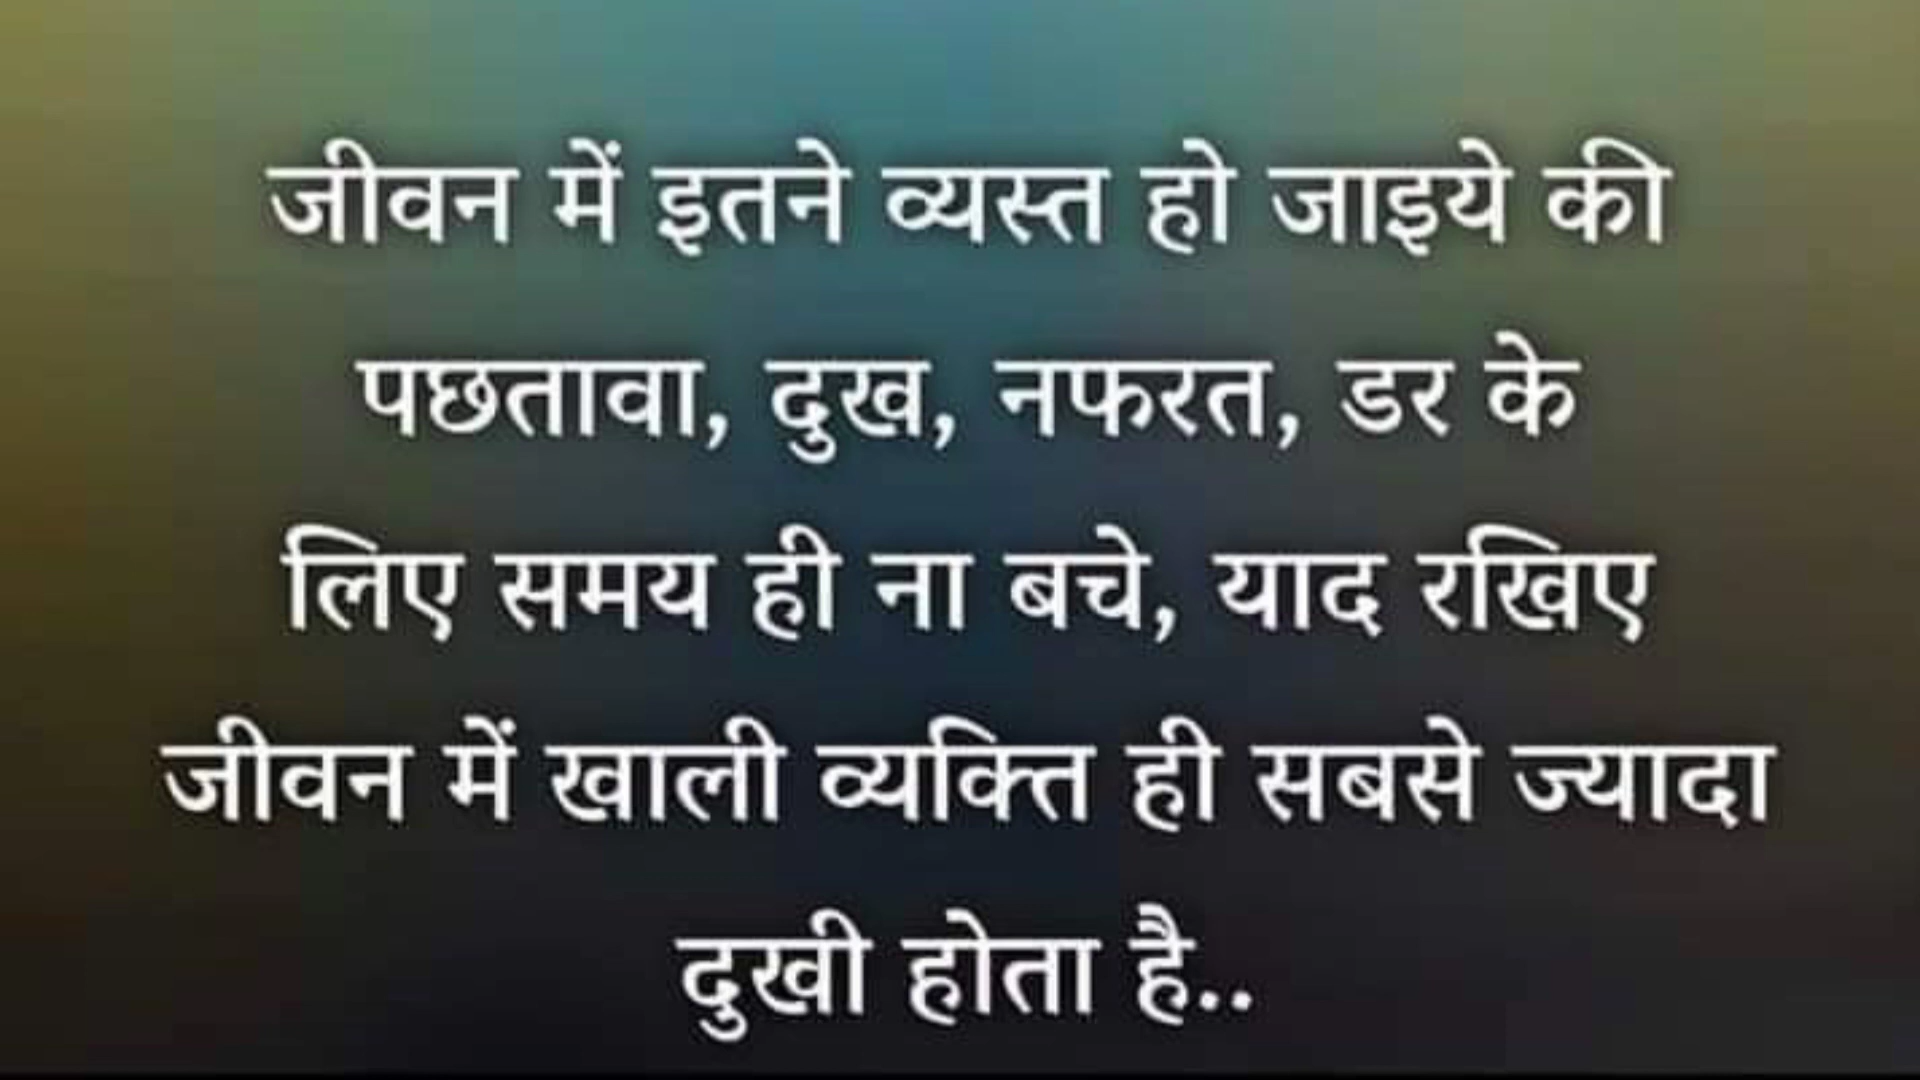 जीवन में इतने व्यस्त हो जाइये की
पछतावा, दुख, नफरत, डर के
लिए समय ही ना बचे, याद रखिए
जीवन में खाली व्यक्ति ही सबसे ज्यादा
दुखी होता है..